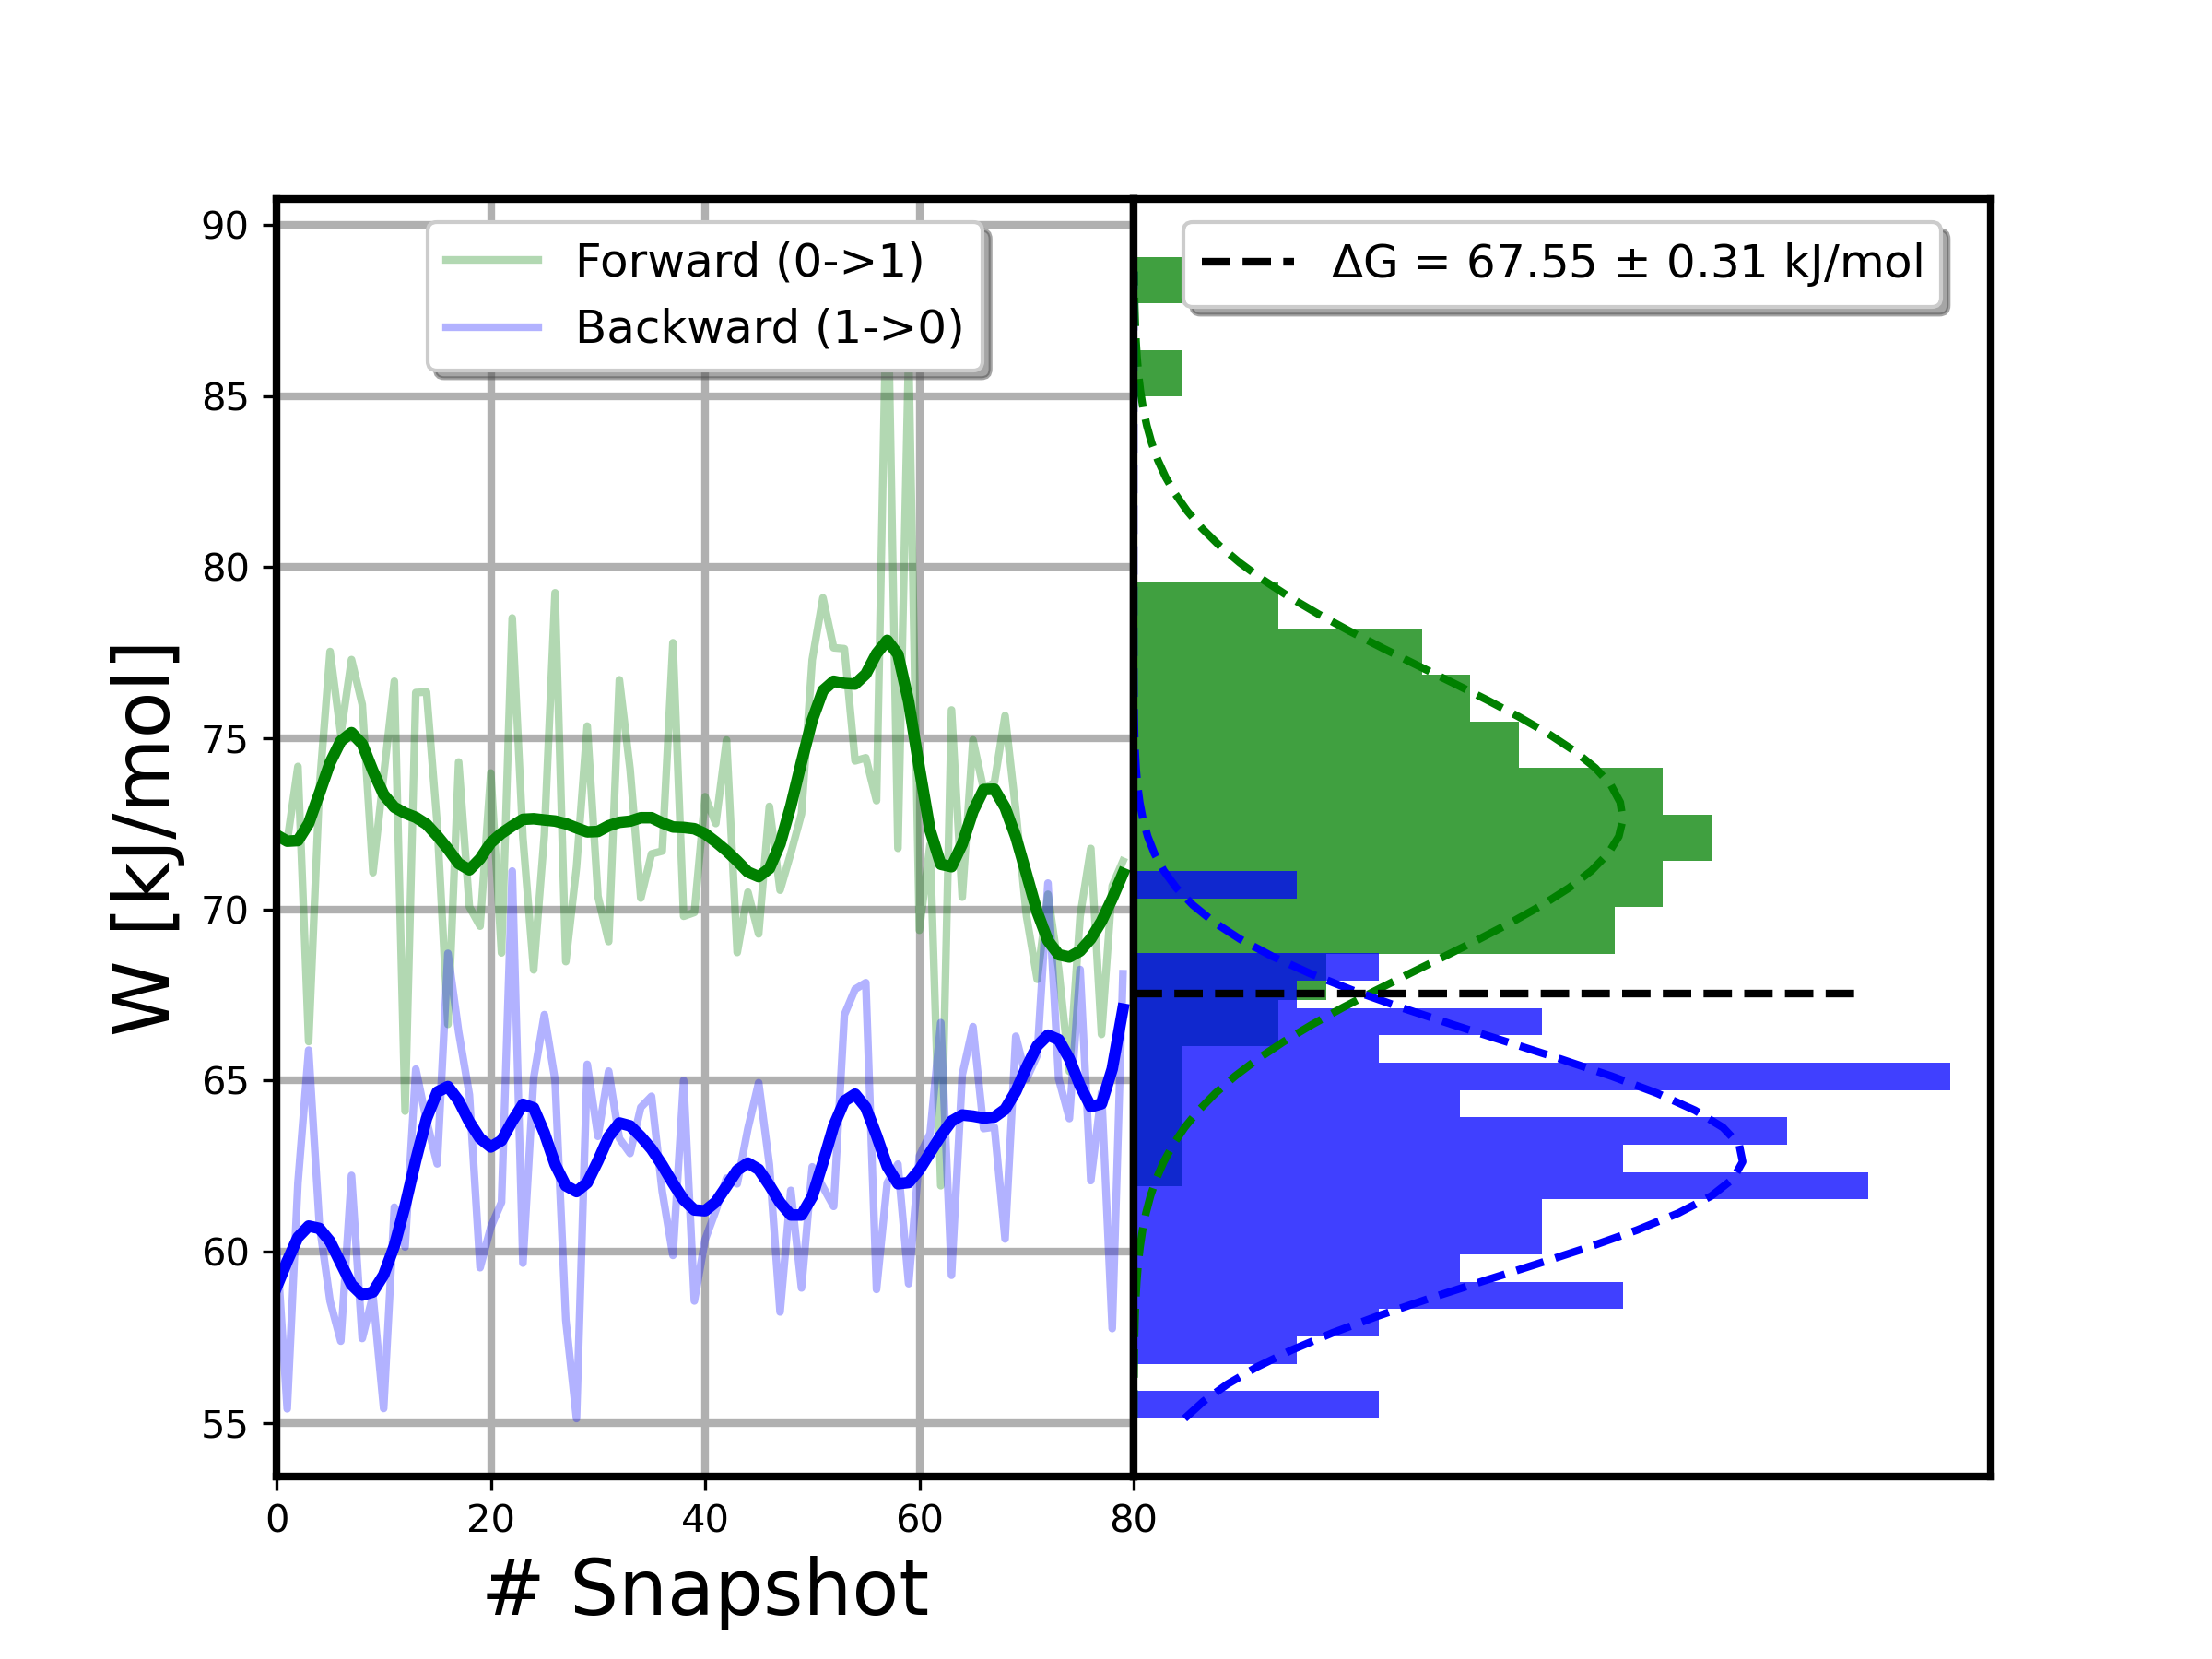 Forward (0->1)
Backward (1->0)
ΔG = 67.55 ± 0.31 kJ/mol
W [kJ/mol]
90
85
80
75
70
65
60
55
0 20 40 60 80
# Snapshot